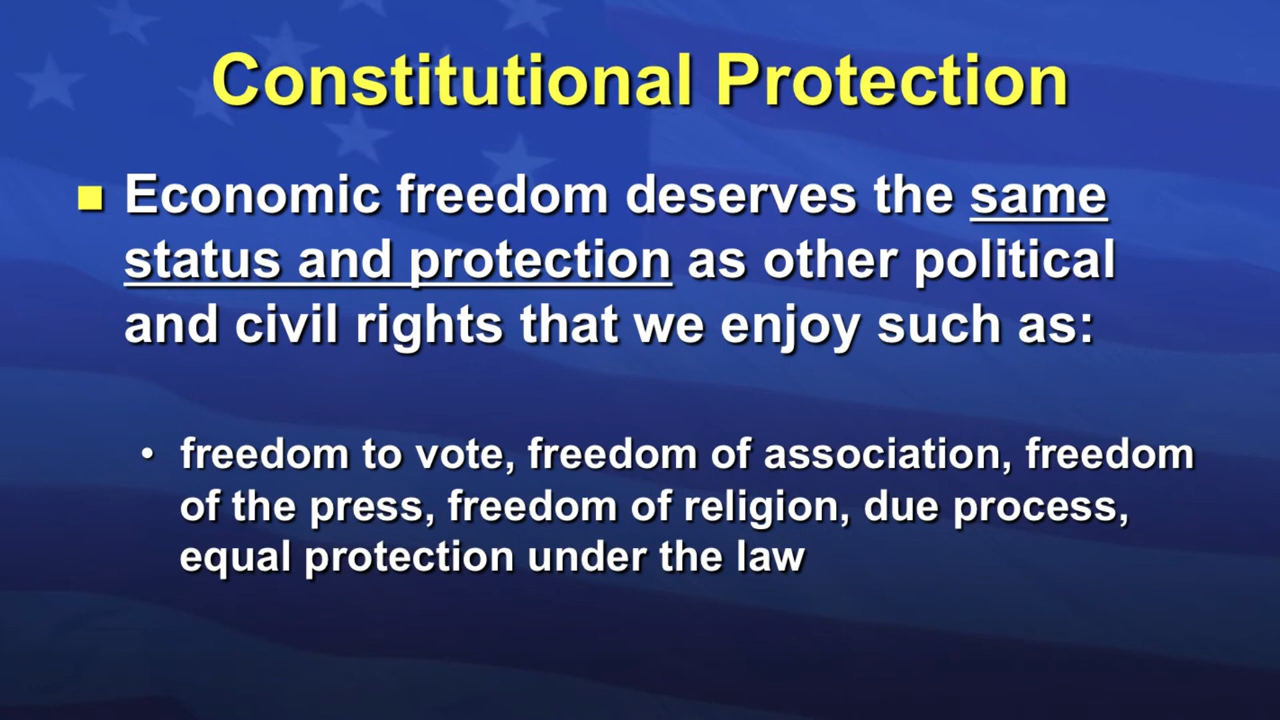 Constitutional Protection
Economic freedom deserves the same
status and protection as other political
and civil rights that we enjoy such as:
• freedom to vote, freedom of association, freedom
of the press, freedom of religion, due process,
equal protection under the law